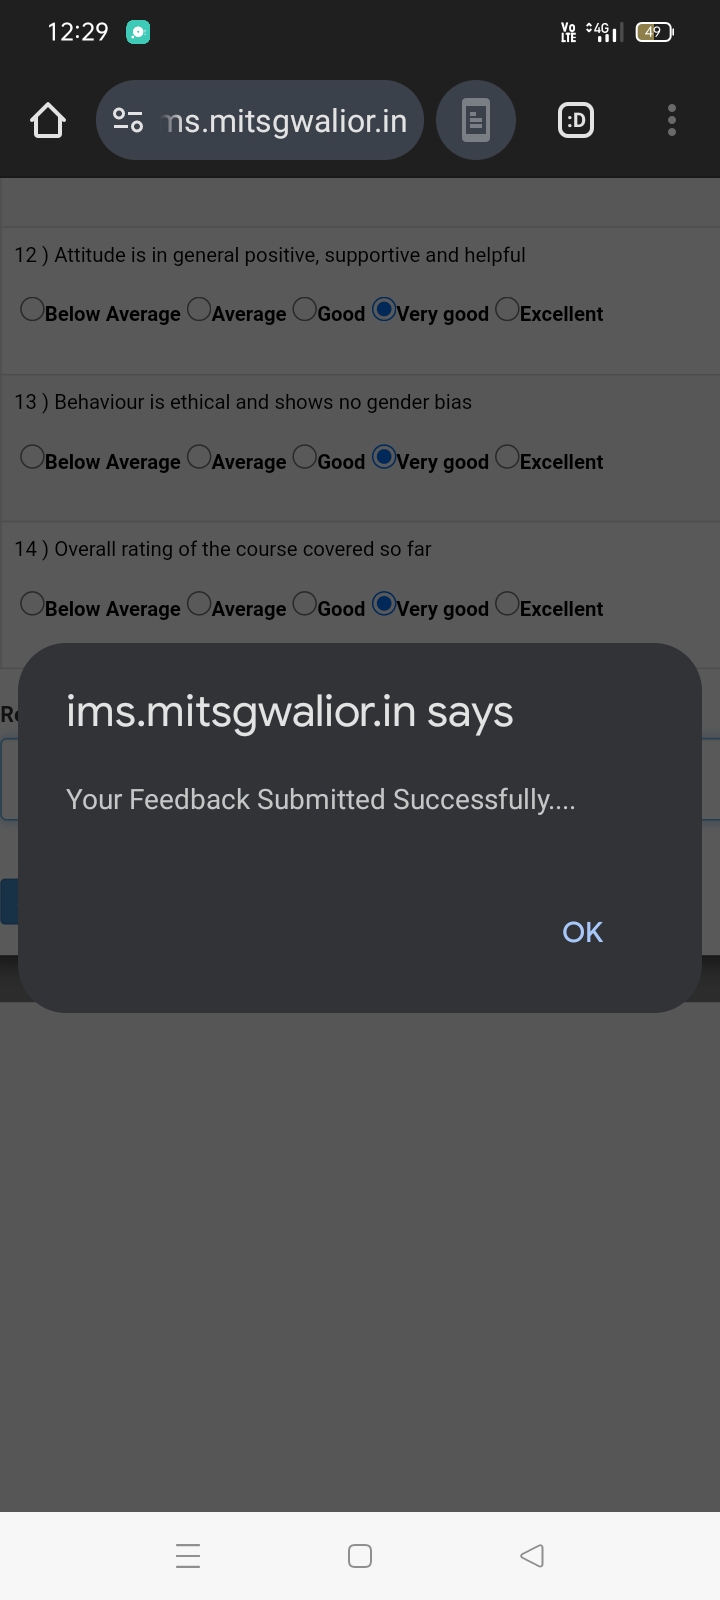 12:29 Vo LTE 4G 49
ms.mitsgwalior.in :D
12 ) Attitude is in general positive, supportive and helpful
Below Average Average Good Very good Excellent
13 ) Behaviour is ethical and shows no gender bias
Below Average Average Good Very good Excellent
14 ) Overall rating of the course covered so far
Below Average Average Good Very good Excellent
ims.mitsgwalior.in says
Your Feedback Submitted Successfully....
OK